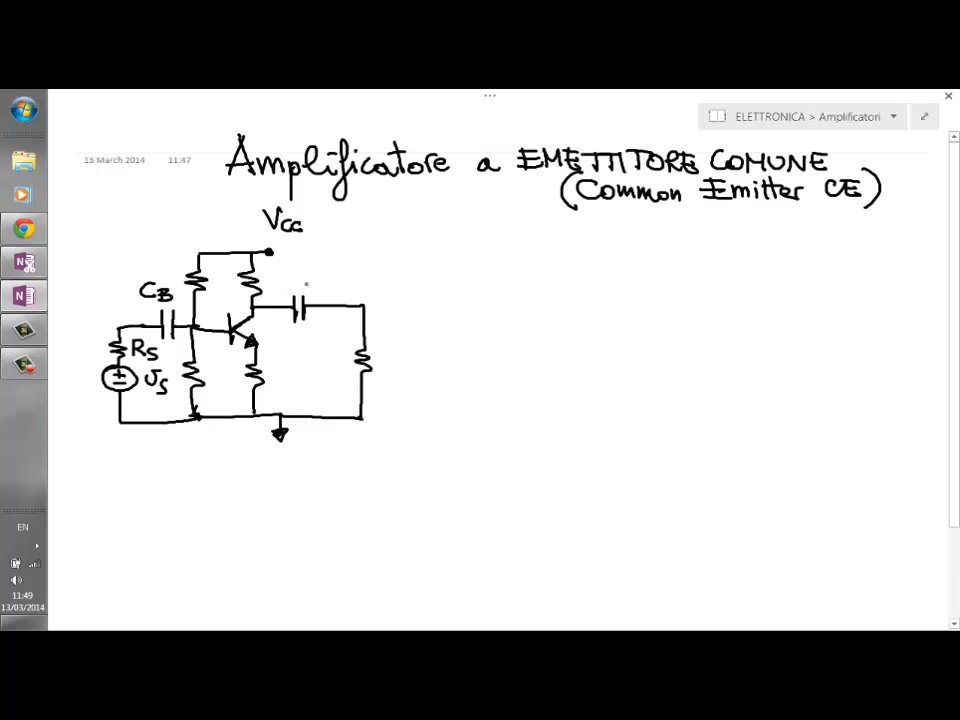 ELETTRONICA > Amplificatori
13 March 2014 11:47
Amplificatore a EMETTITORE COMUNE
(Common Emitter CE)
Vcc
CB
RS
vs
EN
11:49
13/03/2014